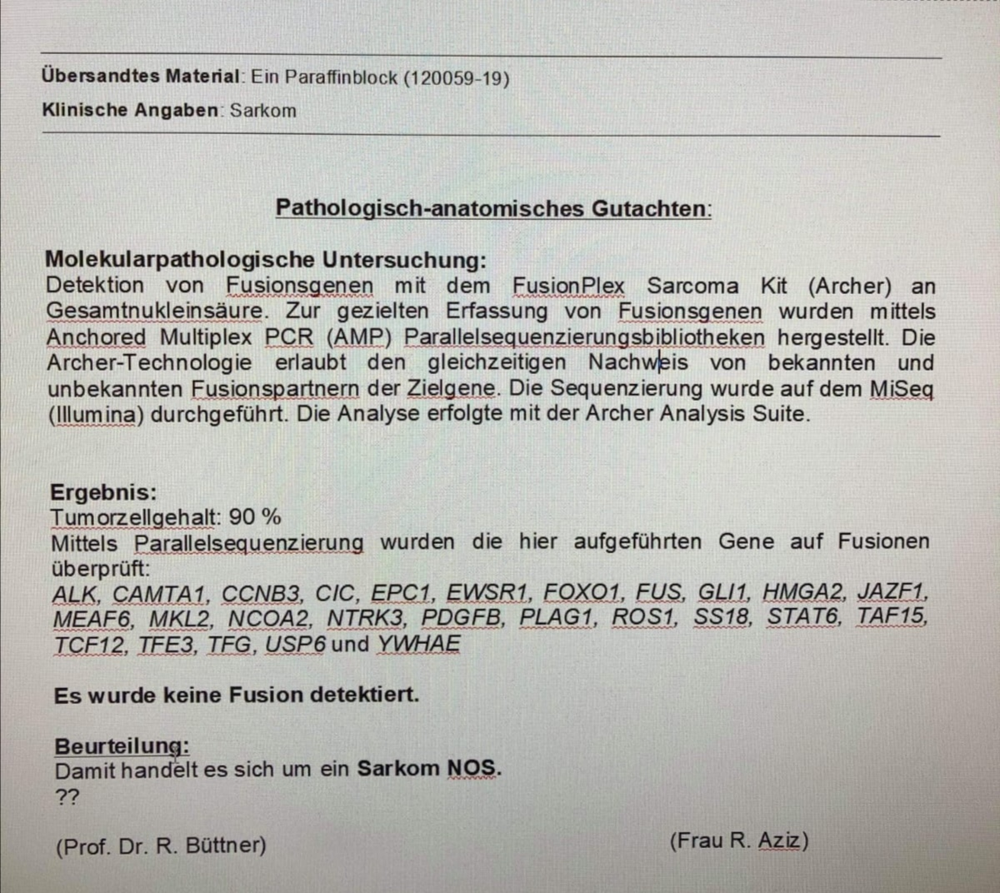 Übersandtes Material: Ein Paraffinblock (120059-19)
Klinische Angaben: Sarkom
Pathologisch-anatomisches Gutachten:
Molekularpathologische Untersuchung:
Detektion von Fusionsgenen mit dem FusionPlex Sarcoma Kit (Archer) an
Gesamtnukleinsäure. Zur gezielten Erfassung von Fusionsgenen wurden mittels
Anchored Multiplex PCR (AMP) Parallelsequenzierungsbibliotheken hergestellt. Die
Archer-Technologie erlaubt den gleichzeitigen Nachweis von bekannten und
unbekannten Fusionspartnern der Zielgene. Die Sequenzierung wurde auf dem MiSeq
(Illumina) durchgeführt. Die Analyse erfolgte mit der Archer Analysis Suite.
Ergebnis:
Tumorzellgehalt: 90 %
Mittels Parallelsequenzierung wurden die hier aufgeführten Gene auf Fusionen
überprüft:
ALK, CAMTA1, CCNB3, CIC, EPC1, EWSR1, FOXO1, FUS, GLI1, HMGA2, JAZF1,
MEAF6, MKL2, NCOA2, NTRK3, PDGFB, PLAG1, ROS1, SS18, STAT6, TAF15,
TCF12, TFE3, TFG, USP6 und YWHAE
Es wurde keine Fusion detektiert.
Beurteilung:
Damit handelt es sich um ein Sarkom NOS.
??
(Prof. Dr. R. Büttner) (Frau R. Aziz)